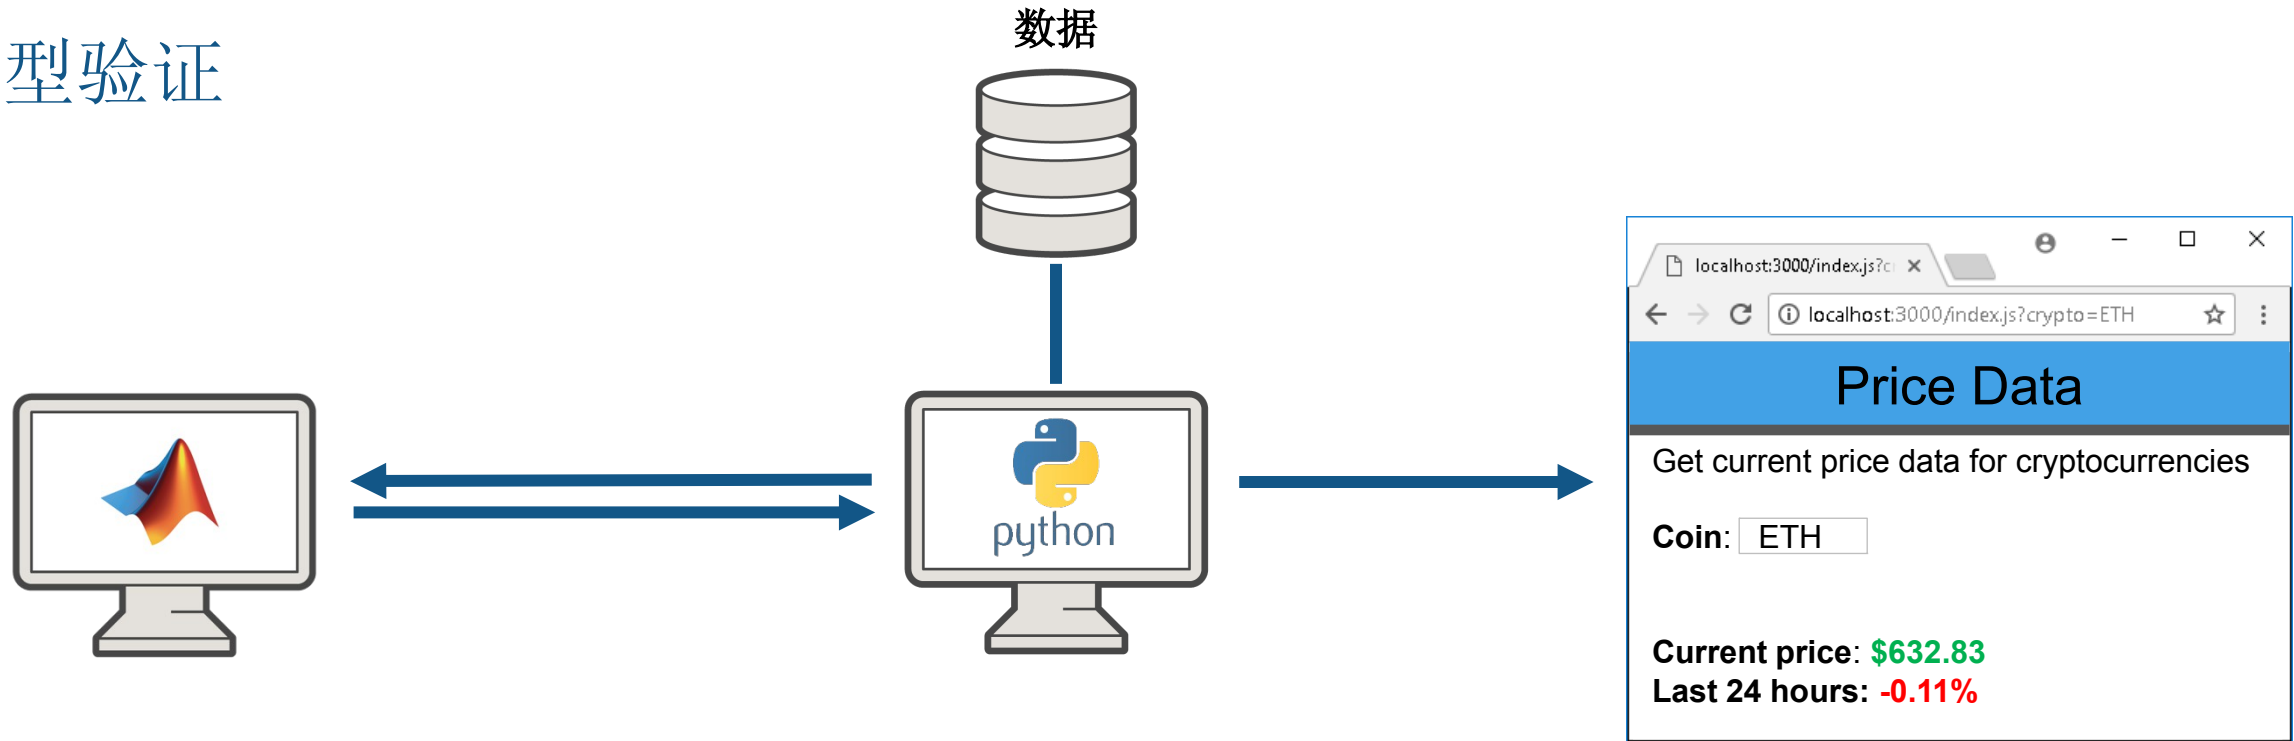 型验证
数据
python
localhost:3000/index.js?c
localhost:3000/index.js?crypto=ETH
Price Data
Get current price data for cryptocurrencies
Coin: ETH
Current price: $632.83
Last 24 hours: -0.11%